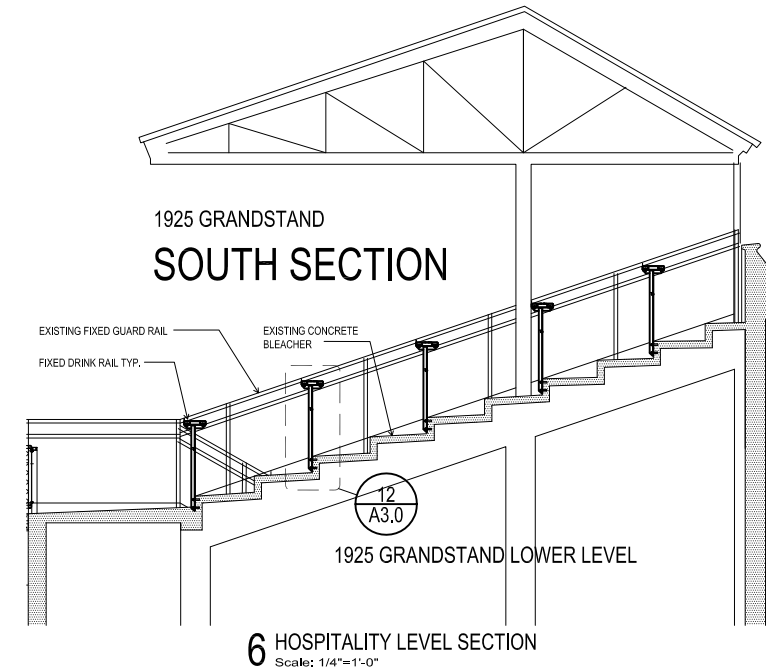 1925 GRANDSTAND
SOUTH SECTION
EXISTING FIXED GUARD RAIL
EXISTING CONCRETE
BLEACHER
FIXED DRINK RAIL TYP.
12
A3.0
1925 GRANDSTAND LOWER LEVEL
6 HOSPITALITY LEVEL SECTION
Scale: 1/4"=1'-0"